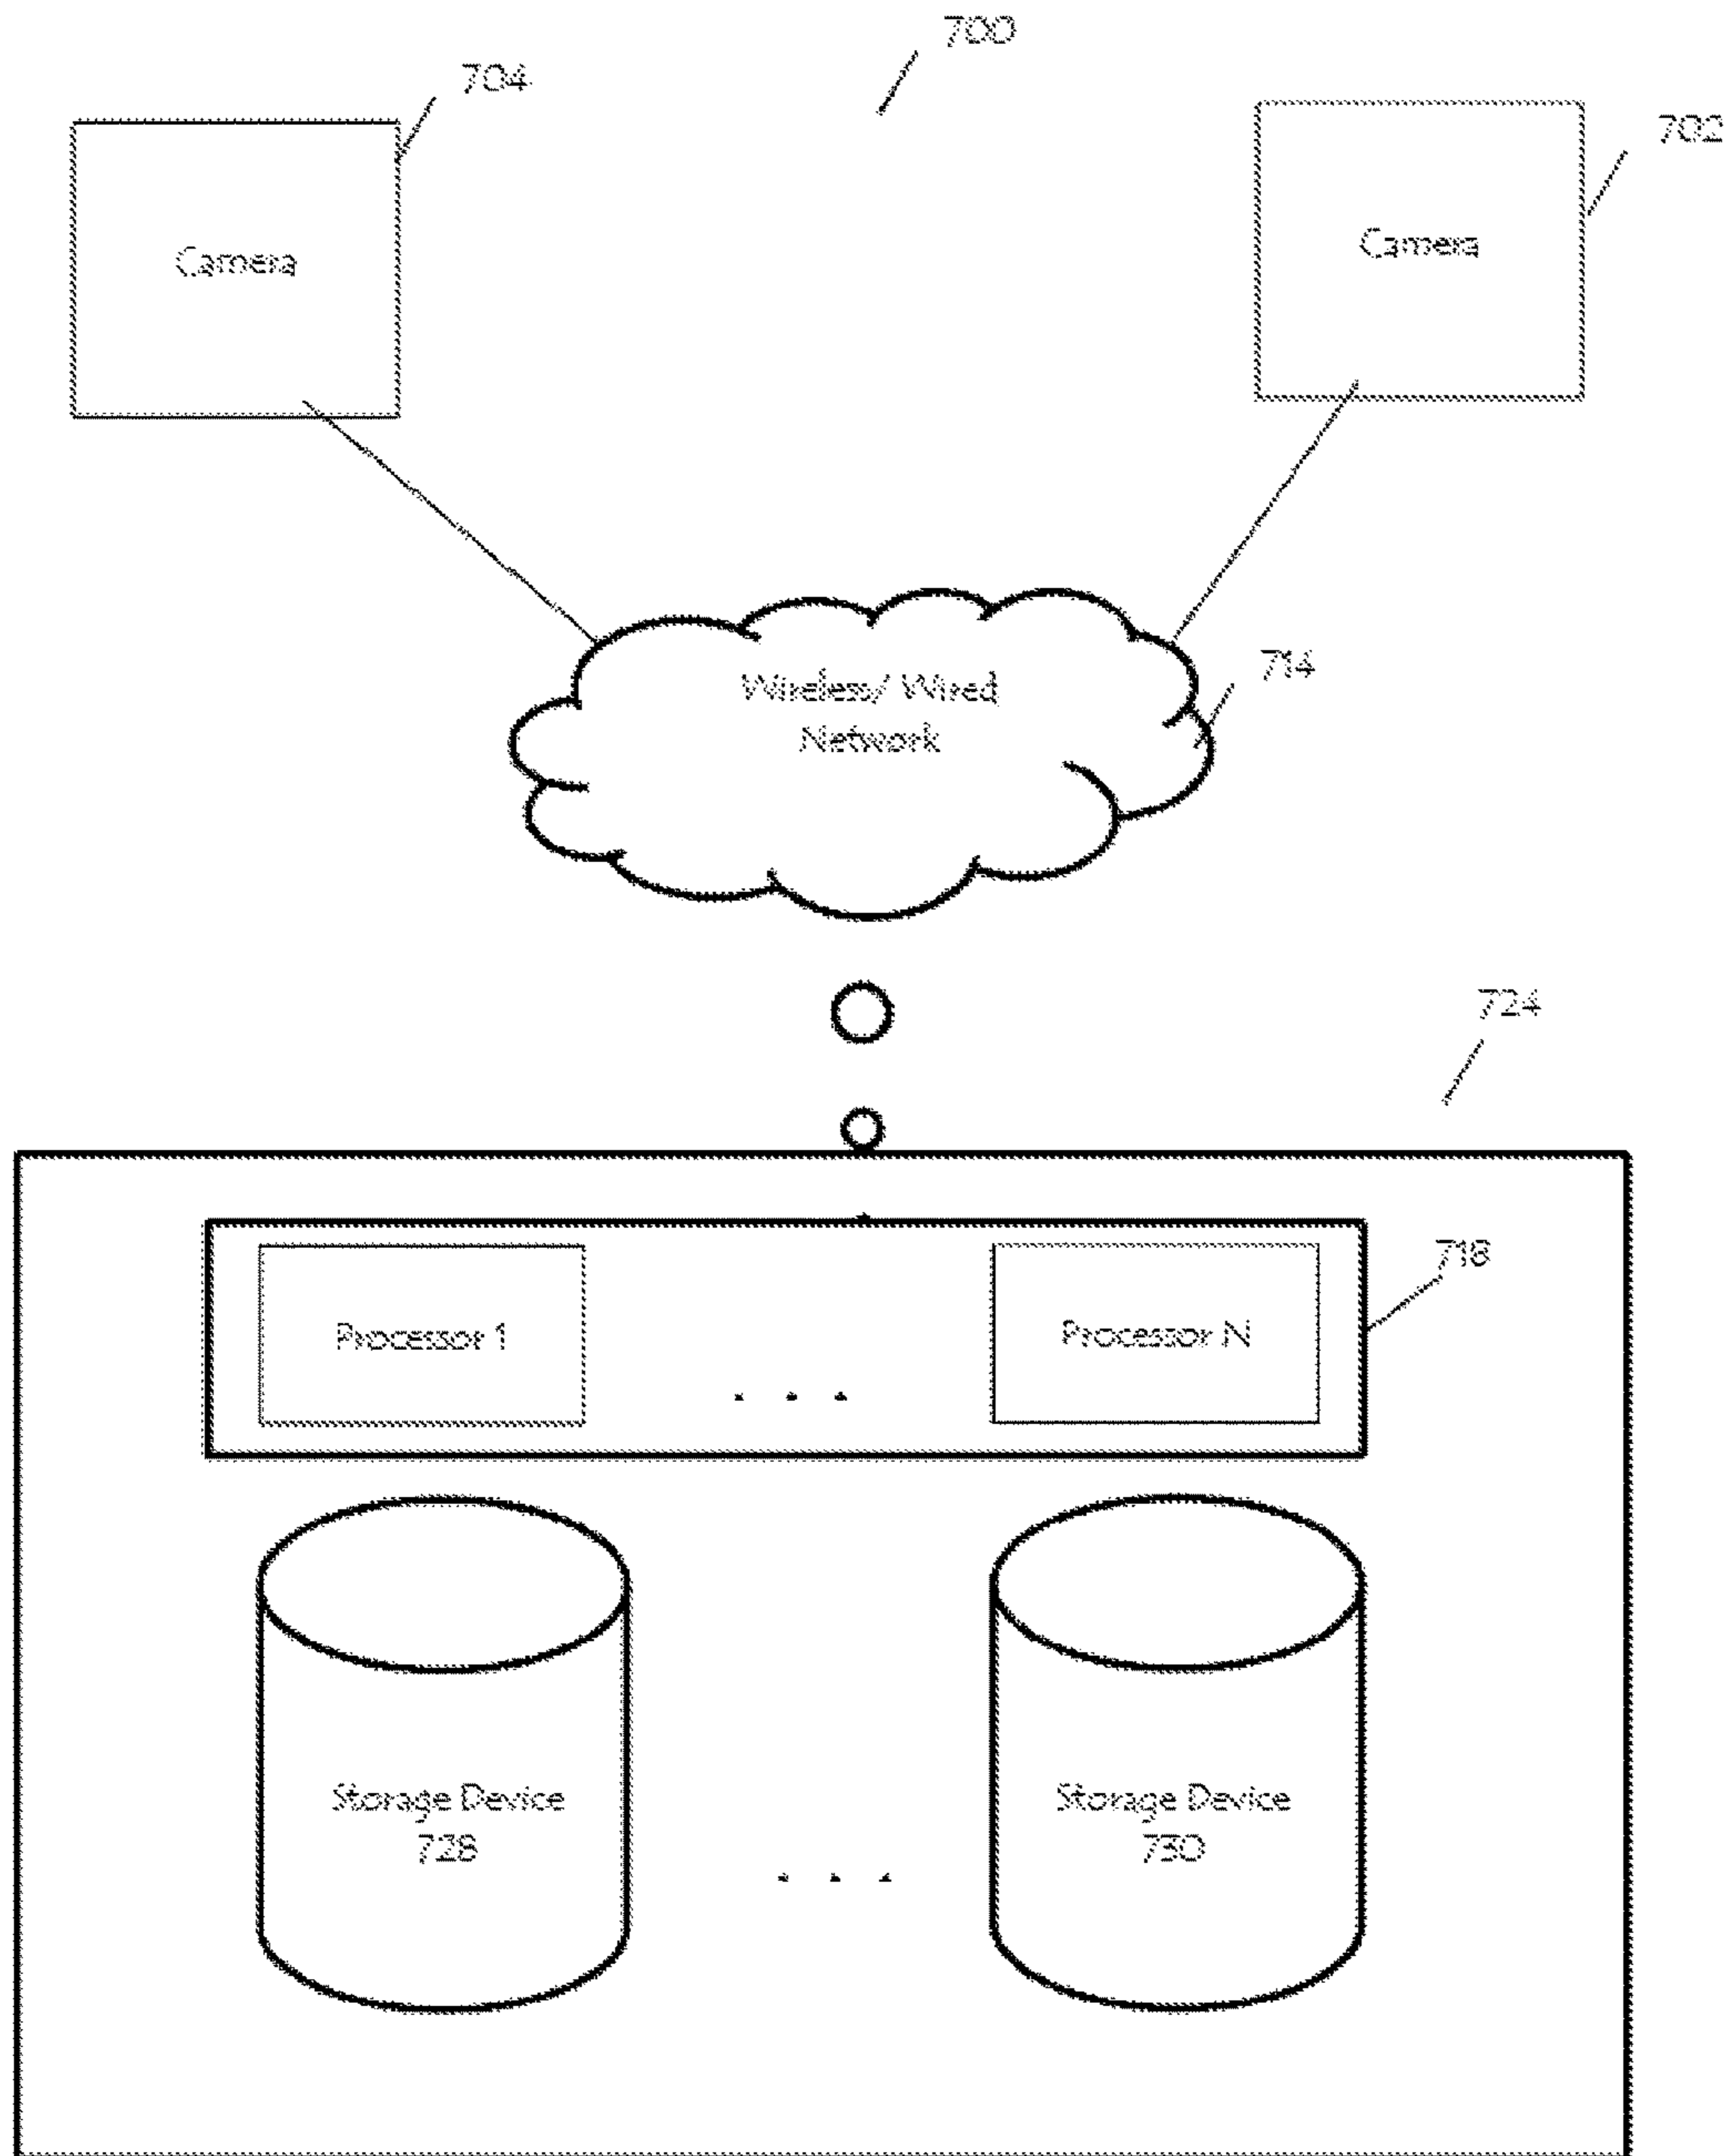 700
704
702
Camera
Camera
Wireless/ Wired
Network
714
724
718
Processor 1
. . .
Processor N
Storage Device
728
. . .
Storage Device
730